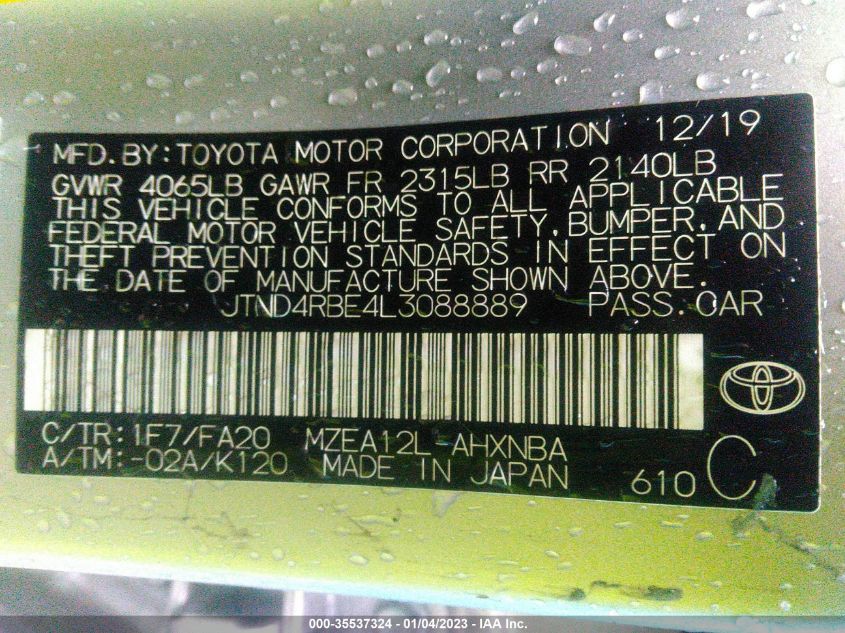 MFD.BY:TOYOTA MOTOR CORPORATION 12/19
GVWR 4065LB GAWR FR 2315LB RR 2140LB
THIS VEHICLE CONFORMS TO ALL APPLICABLE
FEDERAL MOTOR VEHICLE SAFETY,BUMPER,AND
THEFT PREVENTION STANDARDS IN EFFECT ON
THE DATE OF MANUFACTURE SHOWN ABOVE.
JTND4RBE4L3088889 PASS.CAR
C/TR:1F7/FA20 MZEA12L AHXNBA
A/TM:-02A/K120 MADE IN JAPAN 610 C
000-35537324 - 01/04/2023 - IAA Inc.